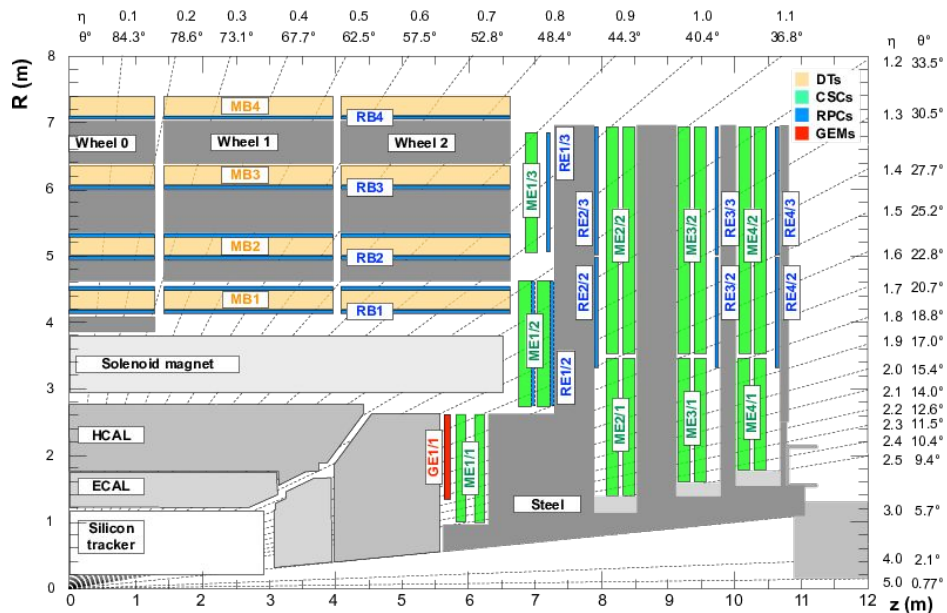 η 0.1 0.2 0.3 0.4 0.5 0.6 0.7 0.8 0.9 1.0 1.1
θ° 84.3° 78.6° 73.1° 67.7° 62.5° 57.5° 52.8° 48.4° 44.3° 40.4° 36.8° η θ°
R (m)
8
7
6
5
4
3
2
1
0
1.2 33.5°
1.3 30.5°
1.4 27.7°
1.5 25.2°
1.6 22.8°
1.7 20.7°
1.8 18.8°
1.9 17.0°
2.0 15.4°
2.1 14.0°
2.2 12.6°
2.3 11.5°
2.4 10.4°
2.5 9.4°
3.0 5.7°
4.0 2.1°
5.0 0.77°
DTs
CSCs
RPCs
GEMs
MB4
RB4
Wheel 0 Wheel 1 Wheel 2
MB3
RB3
MB2
RB2
MB1
RB1
Solenoid magnet
HCAL
ECAL
Silicon
tracker
Steel
GE1/1
ME1/1
ME1/2
RE1/2
ME1/3
RE1/3
RE2/3
RE2/2
ME2/2
ME2/1
ME3/2
ME3/1
RE3/3
RE3/2
ME4/2
ME4/1
RE4/3
RE4/2
0 1 2 3 4 5 6 7 8 9 10 11 12
z (m)